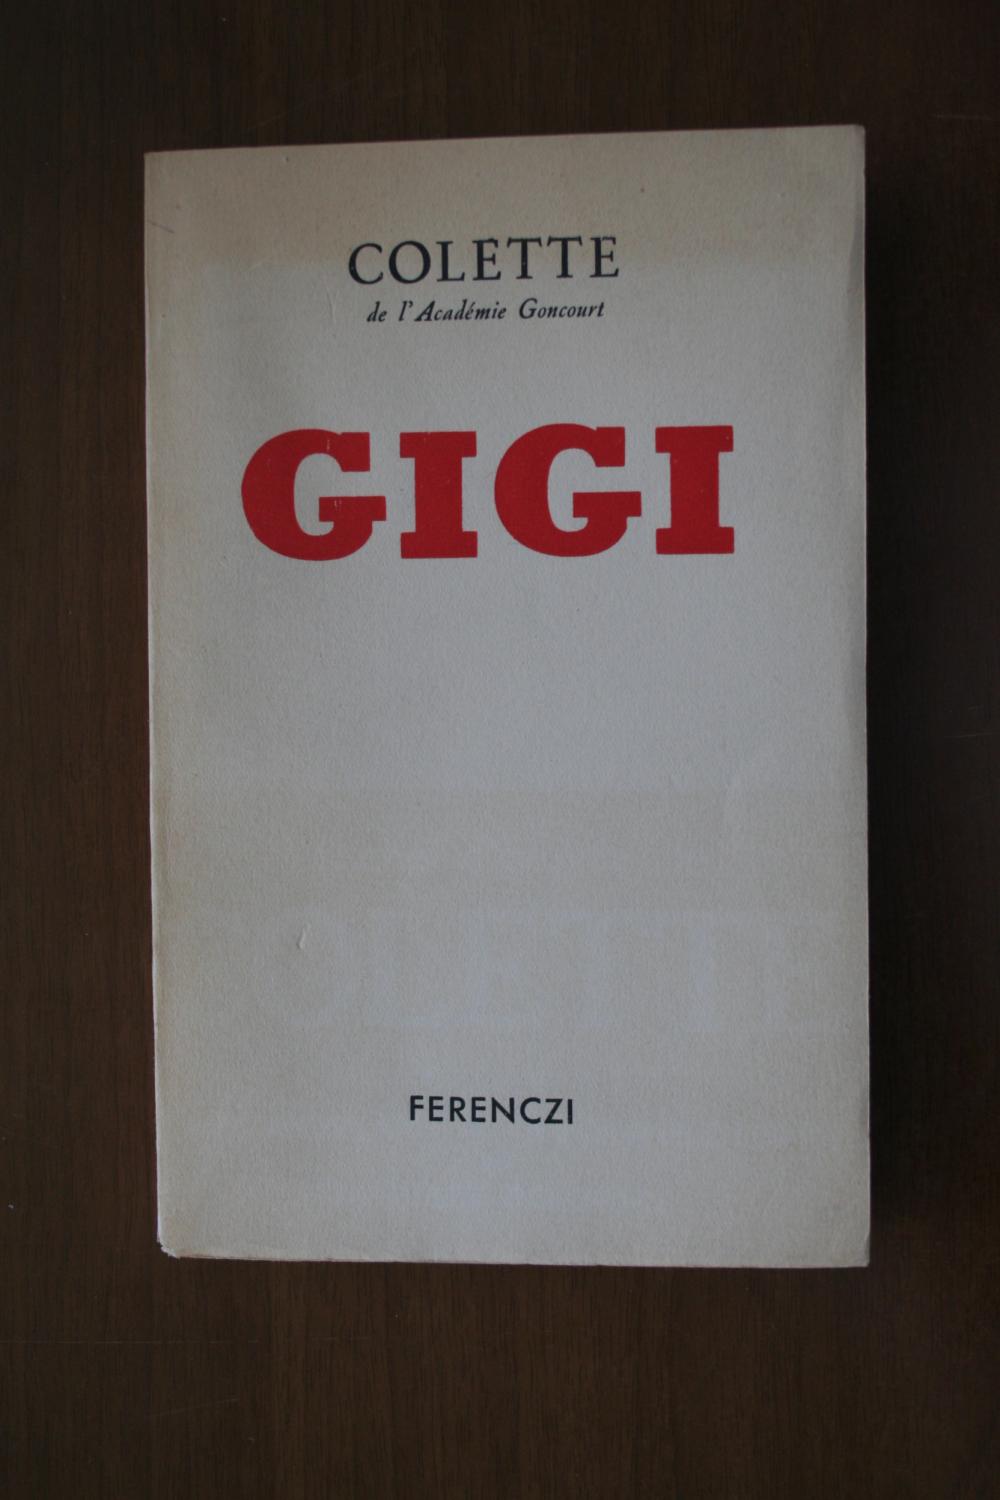 COLETTE
de l'Académie Goncourt
GIGI
FERENCZI